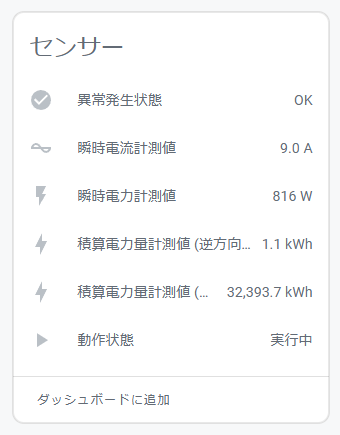 センサー
異常発生状態 OK
瞬時電流計測値 9.0 A
瞬時電力計測値 816 W
積算電力量計測値 (逆方向... 1.1 kWh
積算電力量計測値 (... 32,393.7 kWh
動作状態 実行中
ダッシュボードに追加